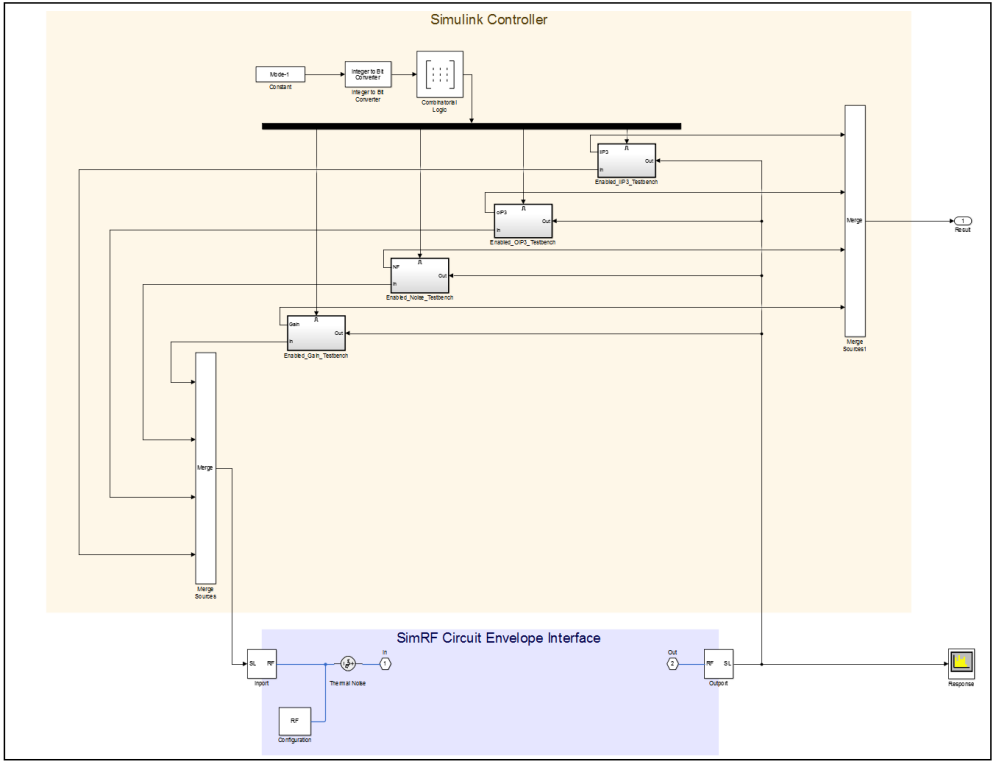 Simulink Controller
Mode-1
Constant
Integer to Bit
Converter
Integer to Bit
Converter
Combinatorial
Logic
IIP3
Out
In
Enabled_IIP3_Testbench
OIP3
Out
In
Enabled_OIP3_Testbench
NF
Out
In
Enabled_Noise_Testbench
Gain
Out
In
Enabled_Gain_Testbench
Merge
Merge
Sources1
1
Result
Merge
Merge
Sources
SimRF Circuit Envelope Interface
SL RF
Inport
Thermal Noise
In
1
RF
Configuration
Out
2
RF SL
Outport
Response